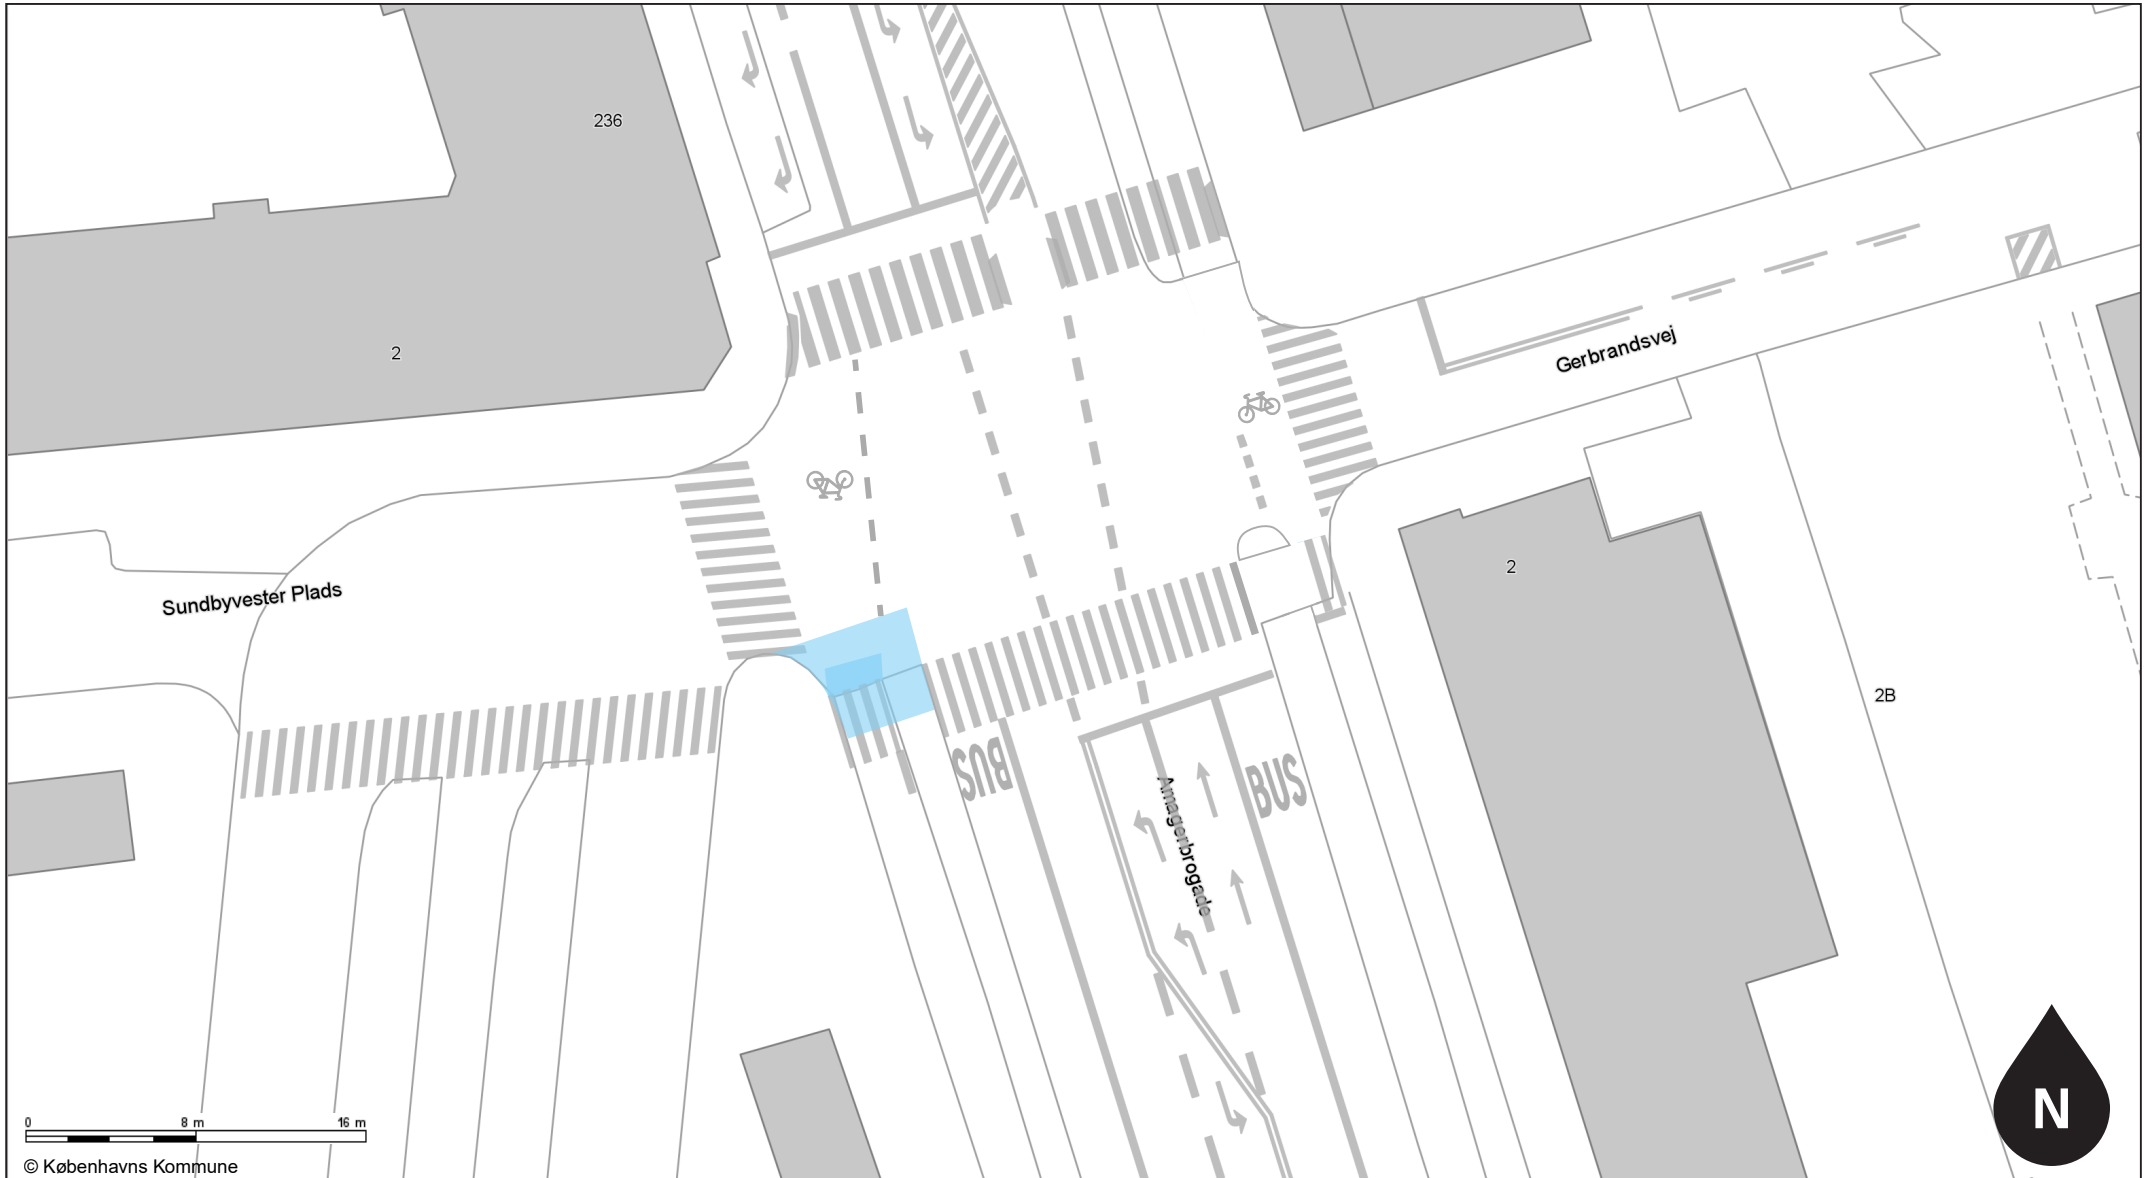 236
2
Gerbrandsvej
Sundbyvester Plads
2
2B
BUS
BUS
Amagerbrogade
0 8 m 16 m
© Københavns Kommune
N